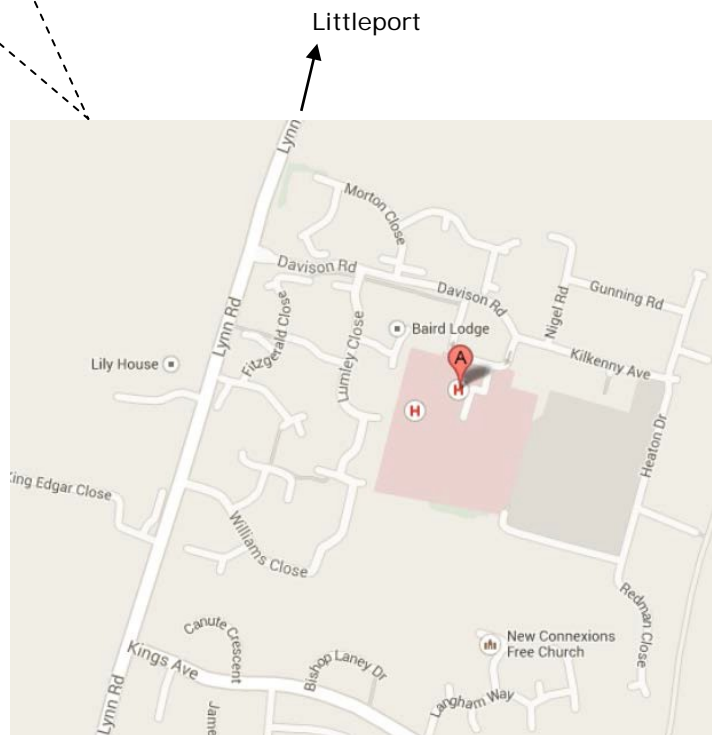 Littleport
Lynn
Morton Close
Davison Rd
Davison Rd
Gunning Rd
Nigel Rd
Fitzgerald Close
Lynn Rd
Lumley Close
Baird Lodge
A
Kilkenny Ave
Lily House
H
H
Heaton Dr
King Edgar Close
Williams Close
Redman Close
Canute Crescent
New Connexions
Free Church
Kings Ave
Bishop Laney Dr
Langham Way
Lynn Rd
Jame